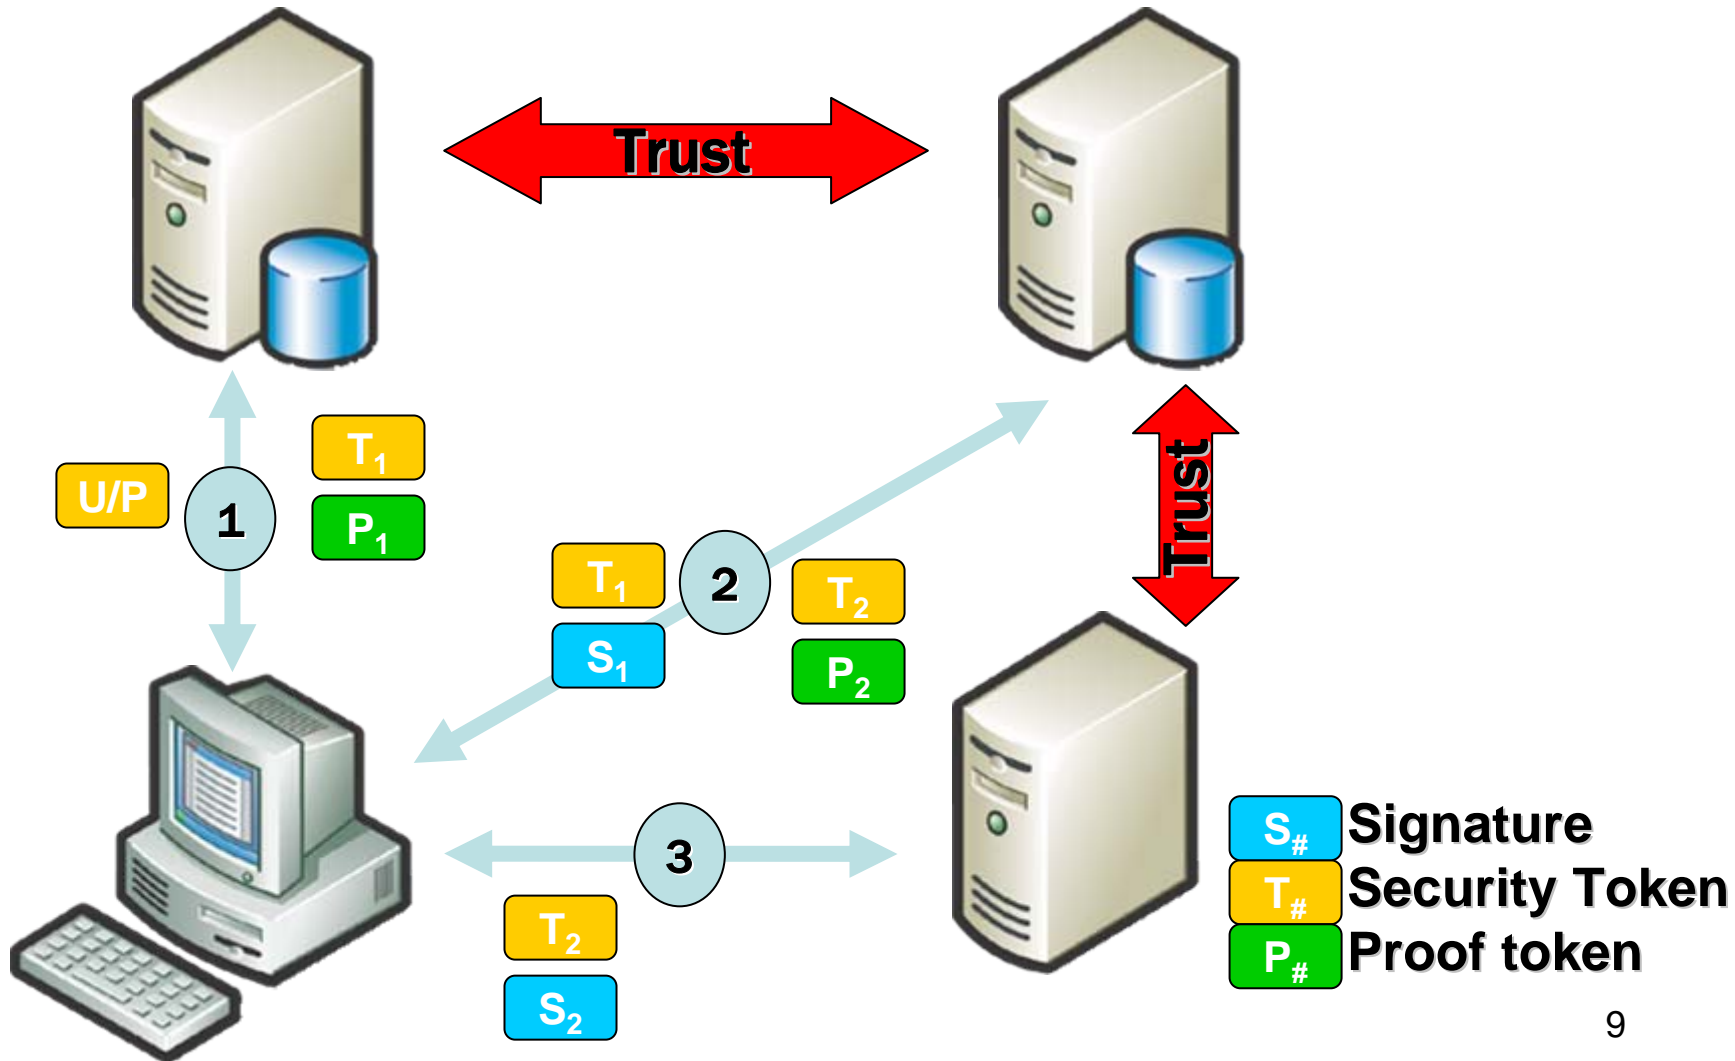 Trust
T1
U/P
1
P1
Trust
T1
2
T2
S1
P2
3
S# Signature
T# Security Token
P# Proof token
T2
S2
9